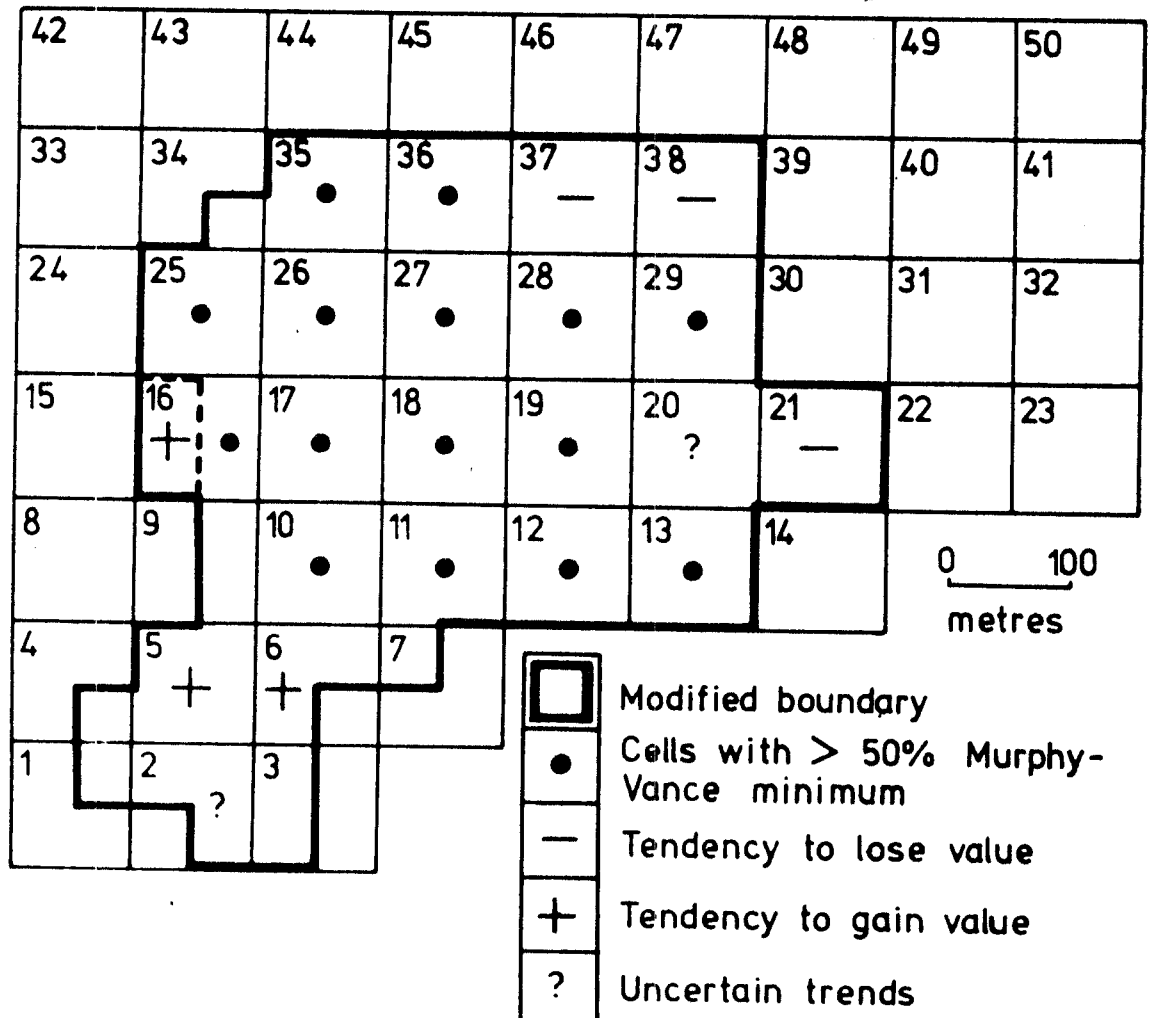 42 43 44 45 46 47 48 49 50
33 34 35 36 37 38 39 40 41
— —
24 25 26 27 28 29 30 31 32
15 16 17 18 19 20 21 22 23
+ ? —
8 9 10 11 12 13 14
0 100
metres
4 5 6 7
+ +
1 2 3
?
Modified boundary
● Cells with > 50% Murphy-
Vance minimum
— Tendency to lose value
+ Tendency to gain value
? Uncertain trends